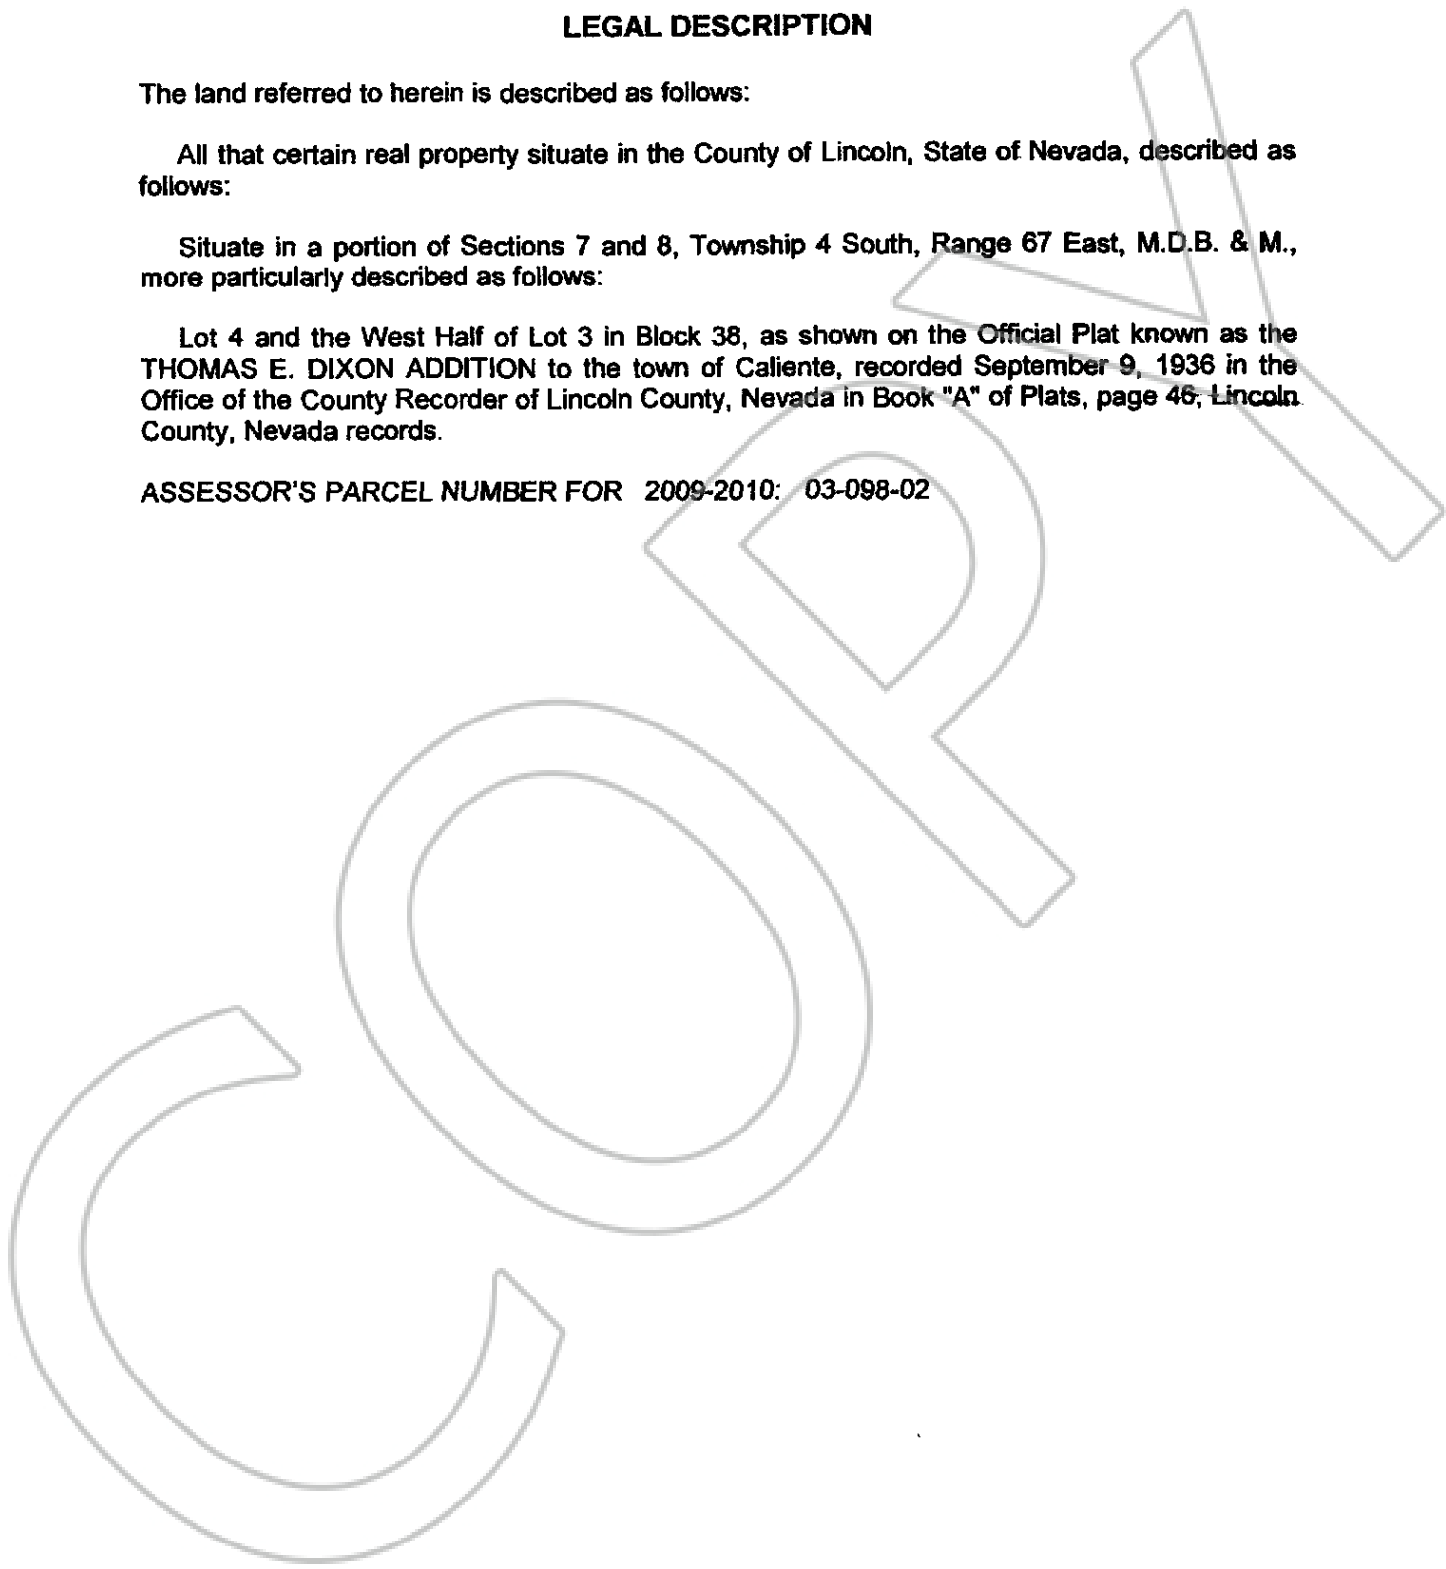 LEGAL DESCRIPTION
The land referred to herein is described as follows:
All that certain real property situate in the County of Lincoln, State of Nevada, described as
follows:
Situate in a portion of Sections 7 and 8, Township 4 South, Range 67 East, M.D.B. & M.,
more particularly described as follows:
Lot 4 and the West Half of Lot 3 in Block 38, as shown on the Official Plat known as the
THOMAS E. DIXON ADDITION to the town of Caliente, recorded September 9, 1936 in the
Office of the County Recorder of Lincoln County, Nevada in Book "A" of Plats, page 46, Lincoln
County, Nevada records.
ASSESSOR'S PARCEL NUMBER FOR 2009-2010: 03-098-02
COPY